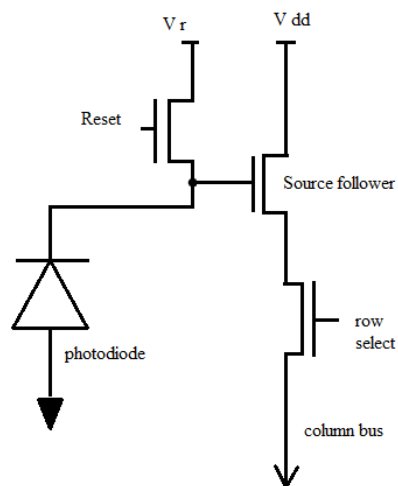 V r
V dd
Reset
Source follower
row
select
photodiode
column bus